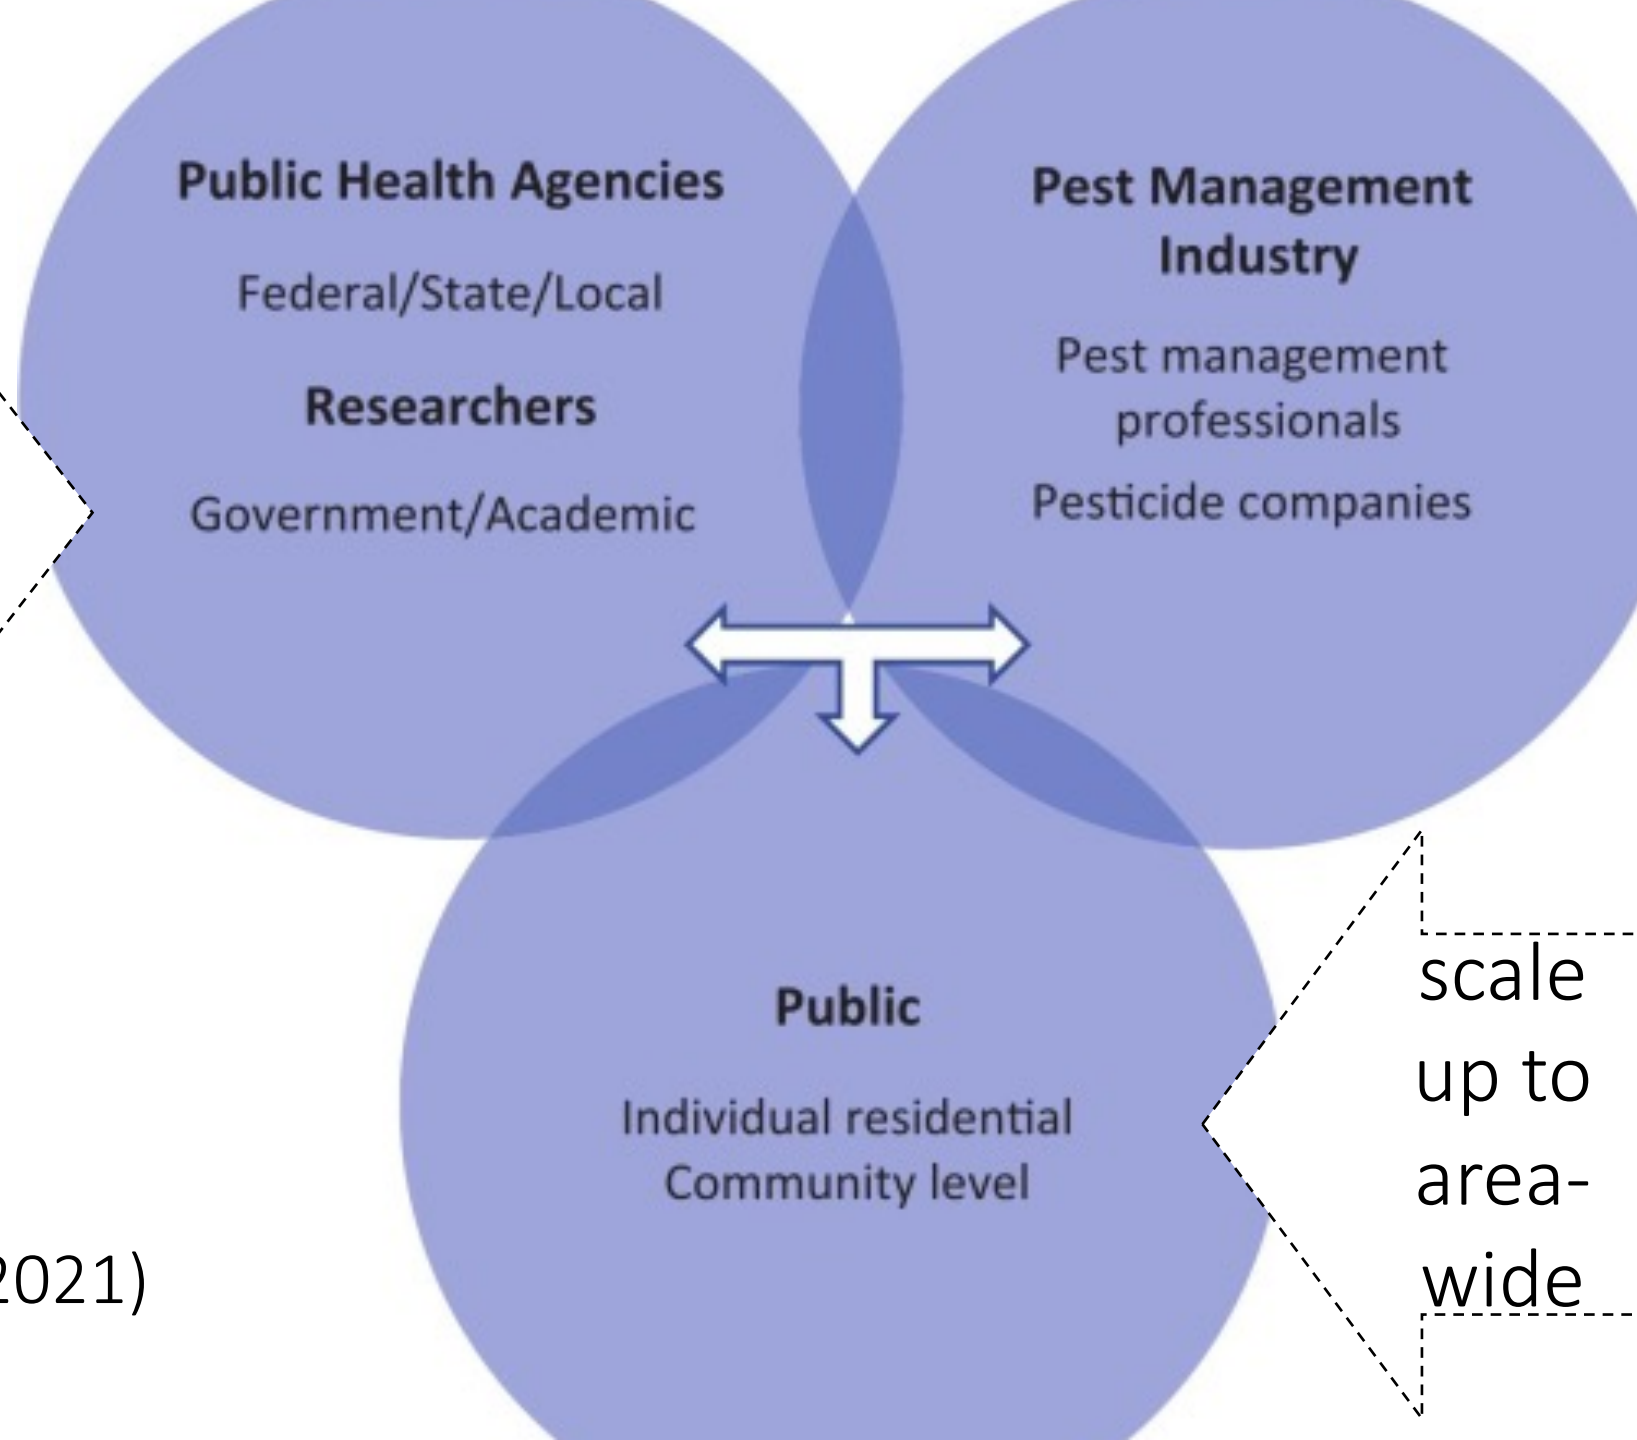 Public Health Agencies
Federal/State/Local
Researchers
Government/Academic
Pest Management
Industry
Pest management
professionals
Pesticide companies
Public
Individual residential
Community level
scale
up to
area-
wide
2021)